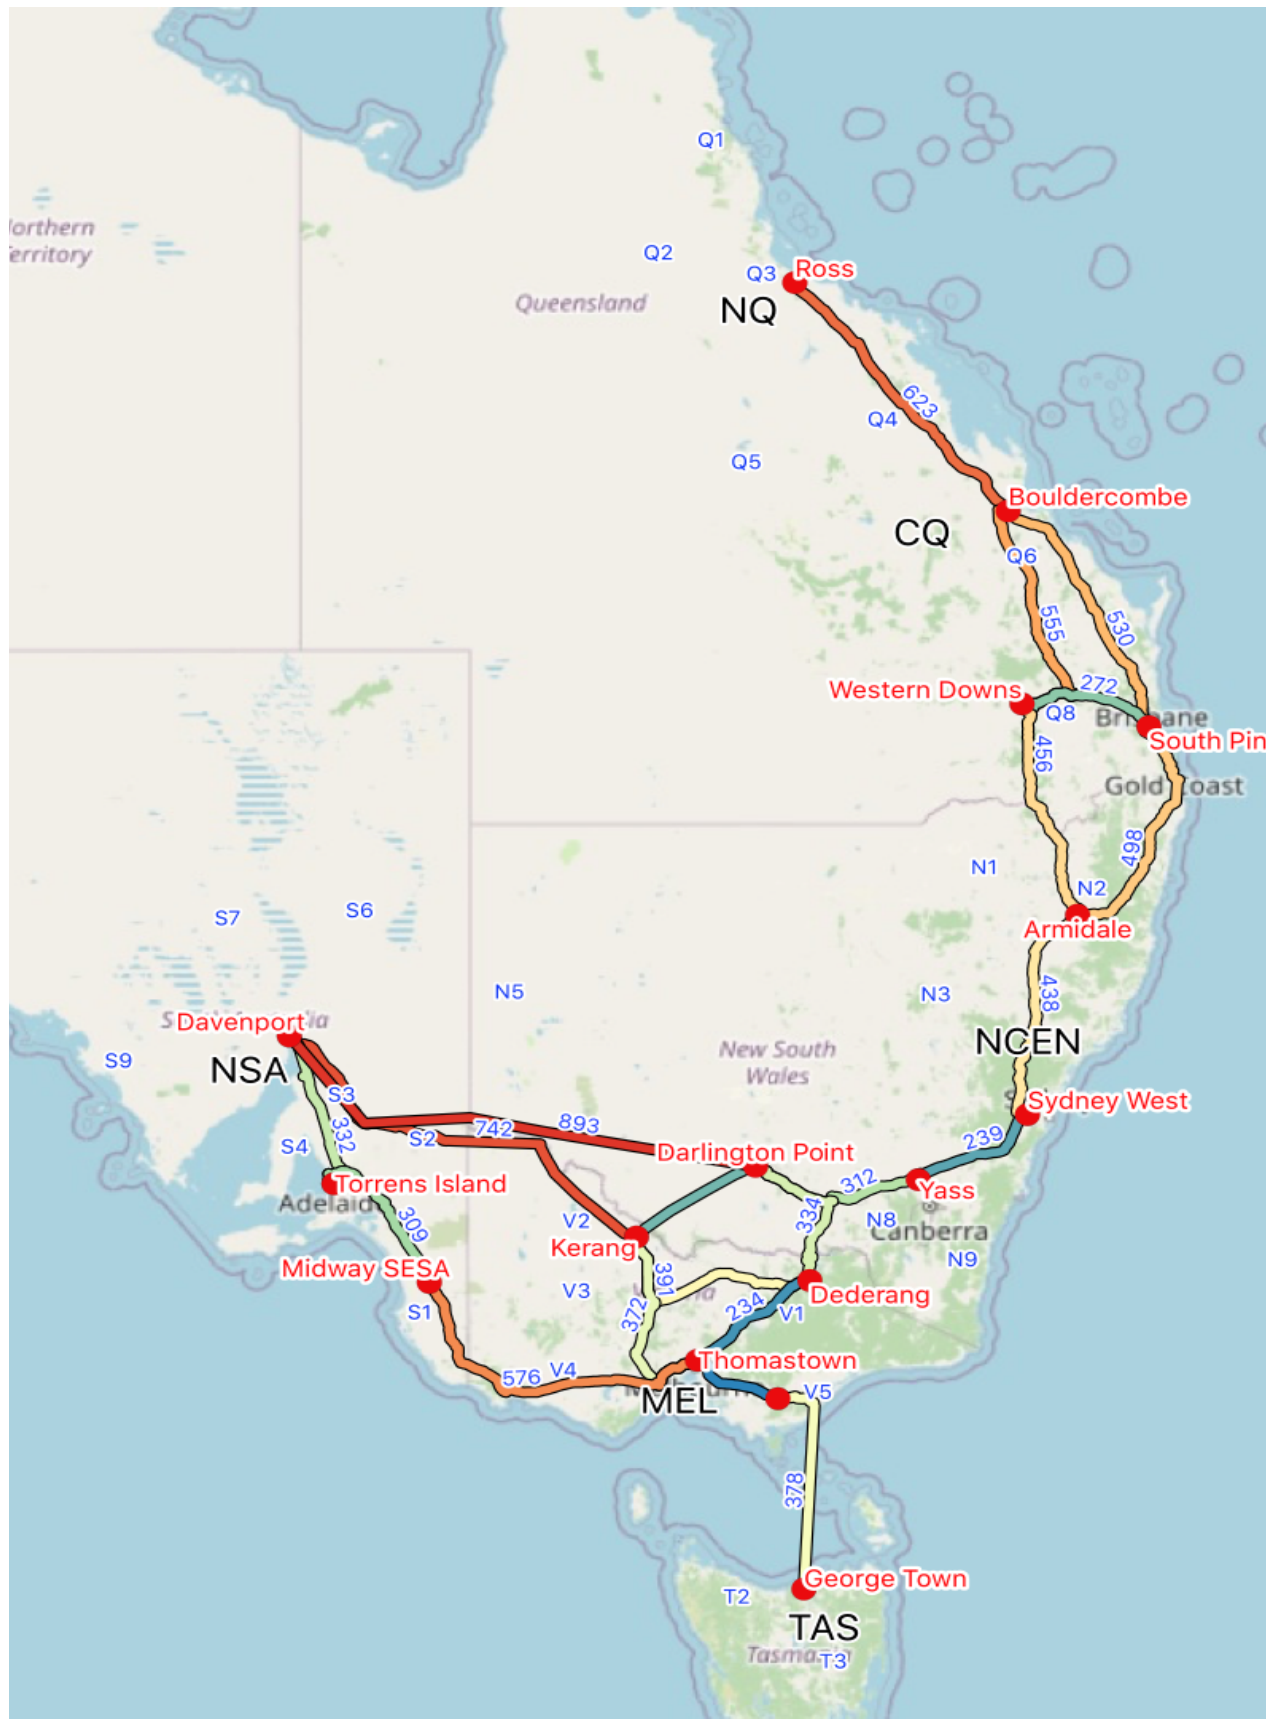 Q1
orthern
erritory
Q2
Q3
Ross
Queensland
NQ
623
Q4
Q5
Bouldercombe
CQ
Q6
555
530
272
Western Downs
Q8
South Pin
456
Gold Coast
498
N1
N2
Armidale
S7
S6
N5
N3
438
Davenport
NCEN
S9
NSA
New South
Wales
S3
Sydney West
S2
742
893
332
S4
239
Darlington Point
Torrens Island
312
Yass
334
309
V2
N8
Canberra
Kerang
N9
Midway SESA
391
V3
Dederang
S1
372
234
V1
Thomastown
576
V4
MEL
V5
378
George Town
T2
TAS
T3